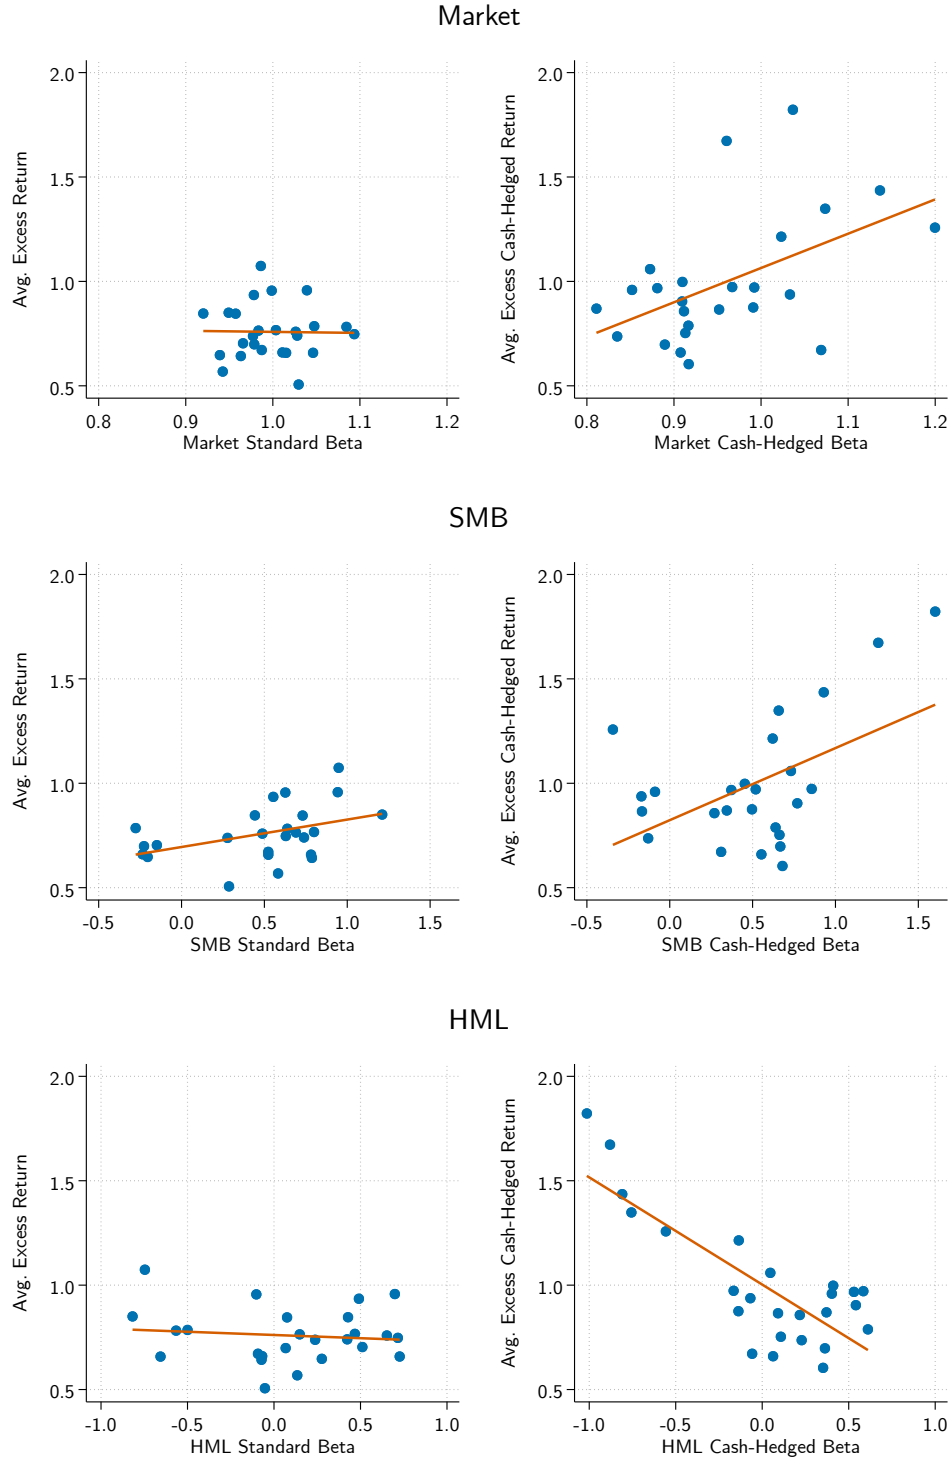 Market
Avg. Excess Return
2.0
1.5
1.0
0.5
0.8 0.9 1.0 1.1 1.2
Market Standard Beta
Avg. Excess Cash-Hedged Return
2.0
1.5
1.0
0.5
0.8 0.9 1.0 1.1 1.2
Market Cash-Hedged Beta
SMB
Avg. Excess Return
2.0
1.5
1.0
0.5
-0.5 0.0 0.5 1.0 1.5
SMB Standard Beta
Avg. Excess Cash-Hedged Return
2.0
1.5
1.0
0.5
-0.5 0.0 0.5 1.0 1.5
SMB Cash-Hedged Beta
HML
Avg. Excess Return
2.0
1.5
1.0
0.5
-1.0 -0.5 0.0 0.5 1.0
HML Standard Beta
Avg. Excess Cash-Hedged Return
2.0
1.5
1.0
0.5
-1.0 -0.5 0.0 0.5 1.0
HML Cash-Hedged Beta